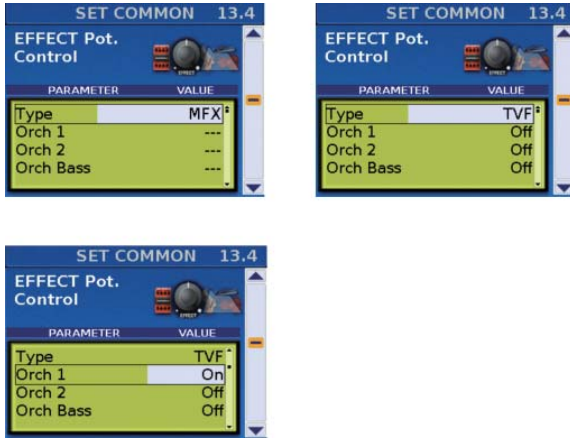 SET COMMON 13.4
EFFECT Pot.
Control
EFFECT
PARAMETER VALUE
Type MFX
Orch 1 ---
Orch 2 ---
Orch Bass ---
SET COMMON 13.4
EFFECT Pot.
Control
EFFECT
PARAMETER VALUE
Type TVF
Orch 1 Off
Orch 2 Off
Orch Bass Off
SET COMMON 13.4
EFFECT Pot.
Control
EFFECT
PARAMETER VALUE
Type TVF
Orch 1 On
Orch 2 Off
Orch Bass Off